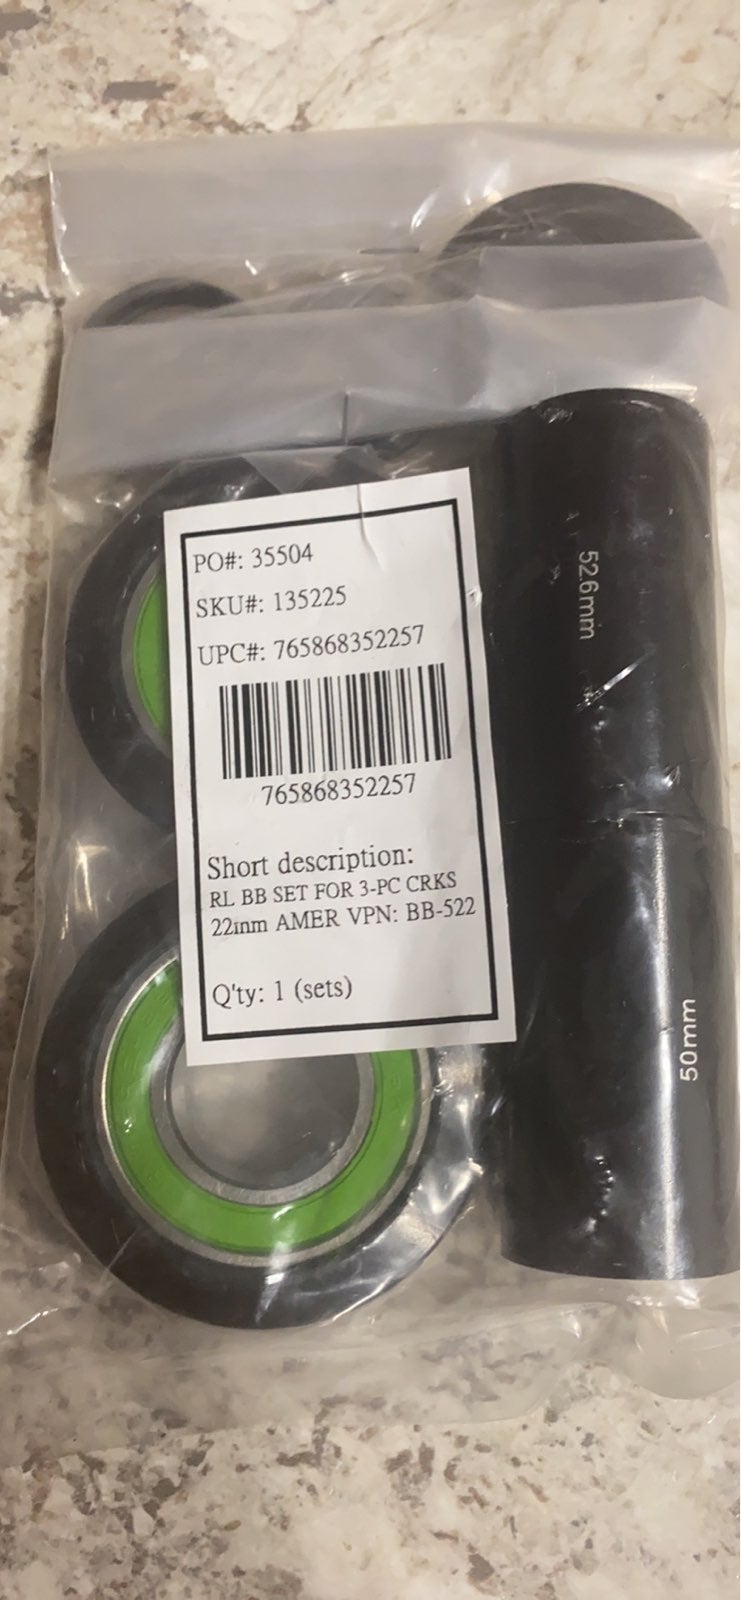 PO#: 35504
SKU#: 135225
UPC#: 765868352257
765868352257
Short description:
RL BB SET FOR 3-PC CRKS
22mm AMER VPN: BB-522
Q'ty: 1 (sets)
52.6mm
50mm